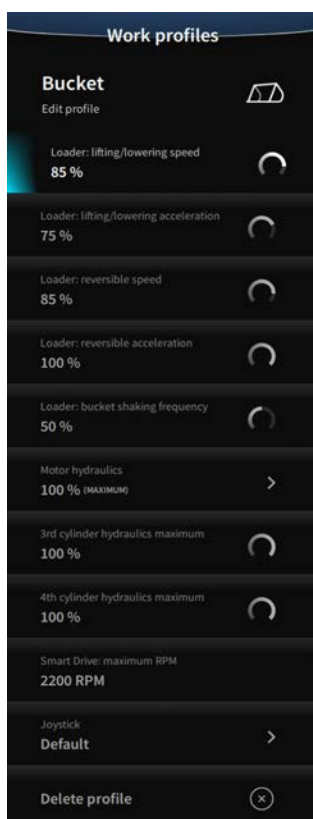 Work profiles
Bucket
Edit profile
Loader: lifting/lowering speed
85 %
Loader: lifting/lowering acceleration
75 %
Loader: reversible speed
85 %
Loader: reversible acceleration
100 %
Loader: bucket shaking frequency
50 %
Motor hydraulics
100 % (MAXIMUM)
3rd cylinder hydraulics maximum
100 %
4th cylinder hydraulics maximum
100 %
Smart Drive: maximum RPM
2200 RPM
Joystick
Default
Delete profile